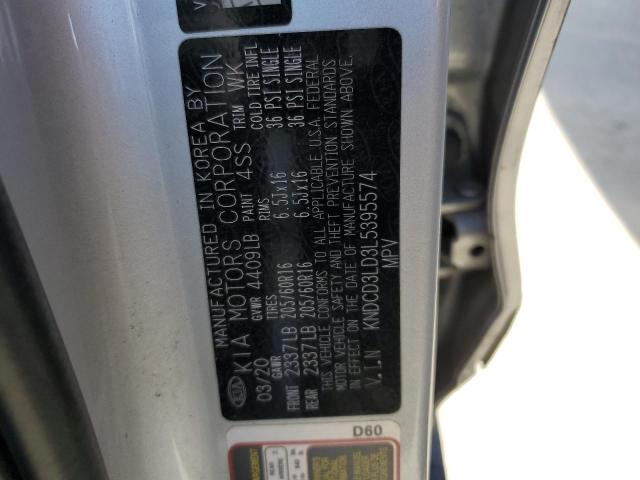 MANUFACTURED IN KOREA BY
KIA KIA MOTORS CORPORATION
03/20 GVWR 4409LB PAINT 4SS TRIM WK
GAWR TIRES RIMS COLD TIRE INFL
FRONT 2337LB 205/60R16 6.5Jx16 36 PSI SINGLE
REAR 2337LB 205/60R16 6.5Jx16 36 PSI SINGLE
THIS VEHICLE CONFORMS TO ALL APPLICABLE U.S.A. FEDERAL
MOTOR VEHICLE SAFETY AND THEFT PREVENTION STANDARDS
IN EFFECT ON THE DATE OF MANUFACTURE SHOWN ABOVE.
V.I.N KNDCD3LD3L5395574
MPV
D60